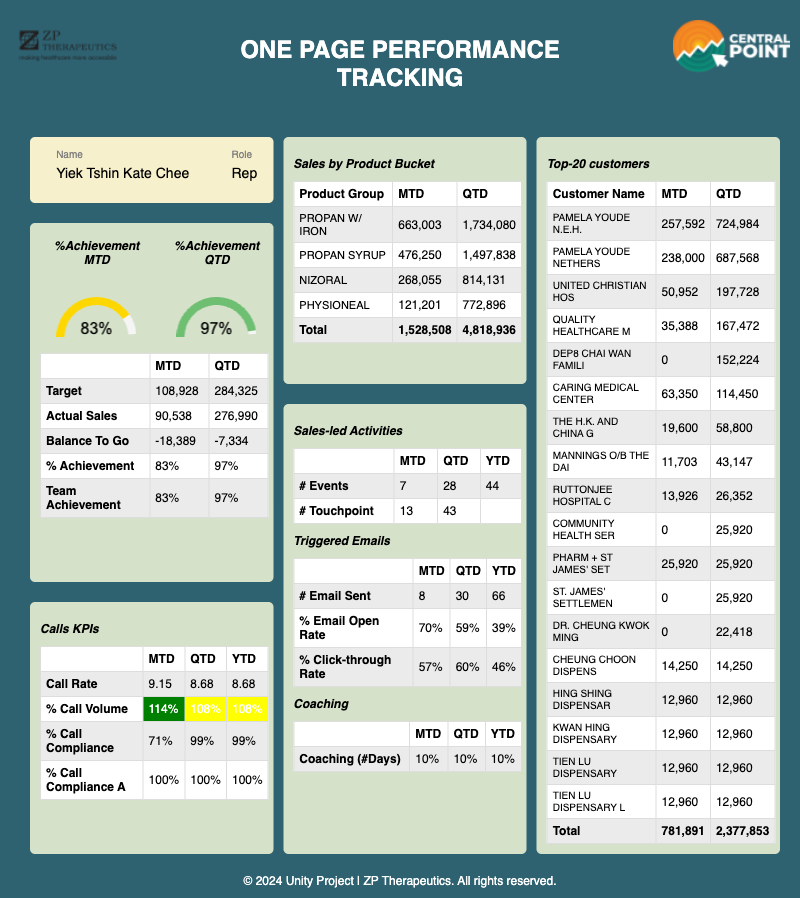 ZP
THERAPEUTICS
making healthcare more accessible
ONE PAGE PERFORMANCE
TRACKING
CENTRAL
POINT
Name Role
Yiek Tshin Kate Chee Rep
%Achievement MTD %Achievement QTD
83% 97%
MTD QTD
Target 108,928 284,325
Actual Sales 90,538 276,990
Balance To Go -18,389 -7,334
% Achievement 83% 97%
Team Achievement 83% 97%
Calls KPIs
MTD QTD YTD
Call Rate 9.15 8.68 8.68
% Call Volume 114% 108% 108%
% Call Compliance 71% 99% 99%
% Call Compliance A 100% 100% 100%
Sales by Product Bucket
Product Group MTD QTD
PROPAN W/ IRON 663,003 1,734,080
PROPAN SYRUP 476,250 1,497,838
NIZORAL 268,055 814,131
PHYSIONEAL 121,201 772,896
Total 1,528,508 4,818,936
Sales-led Activities
MTD QTD YTD
# Events 7 28 44
# Touchpoint 13 43
Triggered Emails
MTD QTD YTD
# Email Sent 8 30 66
% Email Open Rate 70% 59% 39%
% Click-through Rate 57% 60% 46%
Coaching
MTD QTD YTD
Coaching (#Days) 10% 10% 10%
Top-20 customers
Customer Name MTD QTD
PAMELA YOUDE N.E.H. 257,592 724,984
PAMELA YOUDE NETHERS 238,000 687,568
UNITED CHRISTIAN HOS 50,952 197,728
QUALITY HEALTHCARE M 35,388 167,472
DEP8 CHAI WAN FAMILI 0 152,224
CARING MEDICAL CENTER 63,350 114,450
THE H.K. AND CHINA G 19,600 58,800
MANNINGS O/B THE DAI 11,703 43,147
RUTTONJEE HOSPITAL C 13,926 26,352
COMMUNITY HEALTH SER 0 25,920
PHARM + ST JAMES' SET 25,920 25,920
ST. JAMES' SETTLEMEN 0 25,920
DR. CHEUNG KWOK MING 0 22,418
CHEUNG CHOON DISPENS 14,250 14,250
HING SHING DISPENSAR 12,960 12,960
KWAN HING DISPENSARY 12,960 12,960
TIEN LU DISPENSARY 12,960 12,960
TIEN LU DISPENSARY L 12,960 12,960
Total 781,891 2,377,853
© 2024 Unity Project | ZP Therapeutics. All rights reserved.